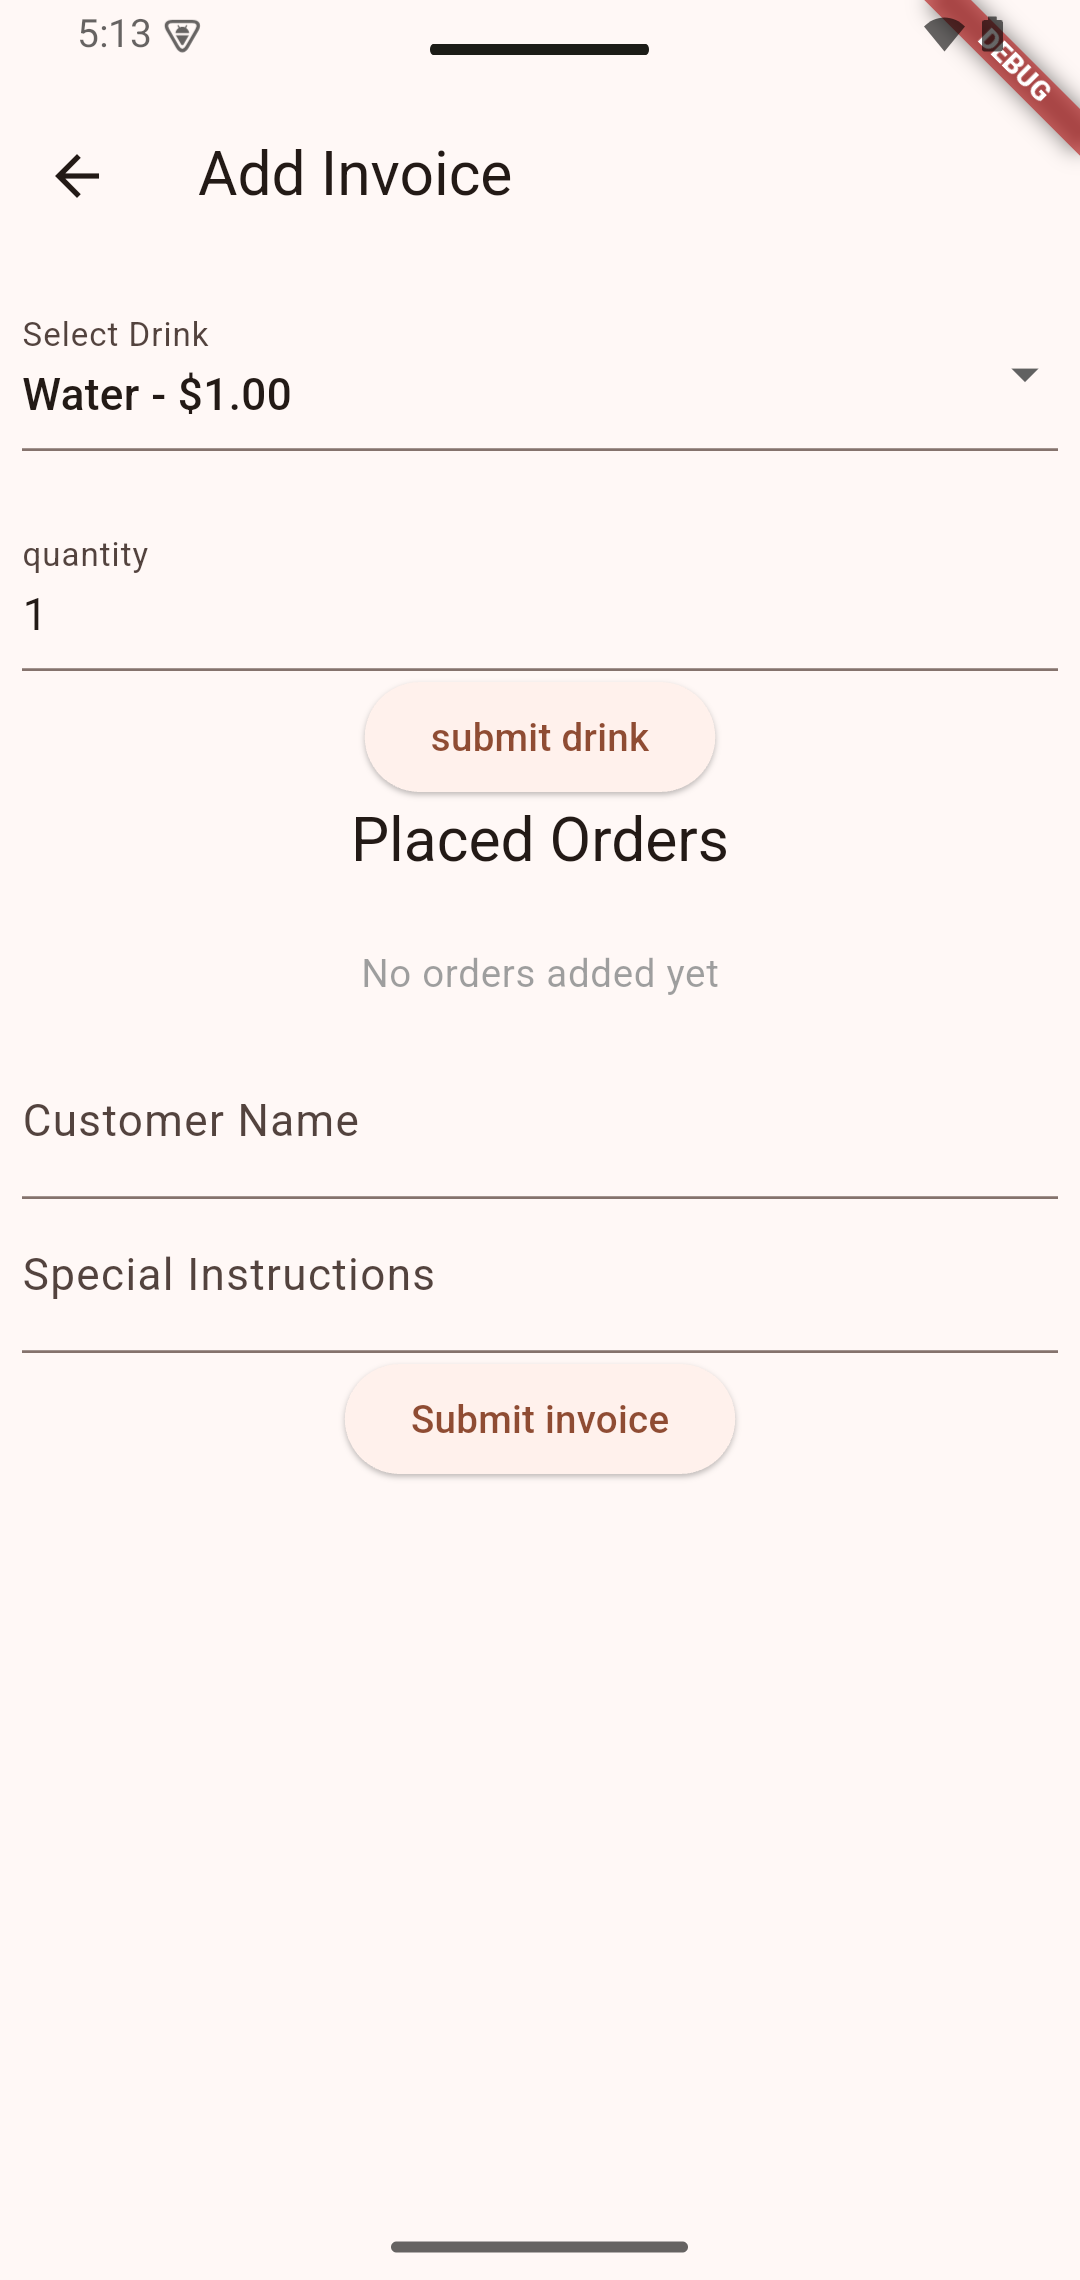 5:13
DEBUG
Add Invoice
Select Drink
Water - $1.00
quantity
1
submit drink
Placed Orders
No orders added yet
Customer Name
Special Instructions
Submit invoice